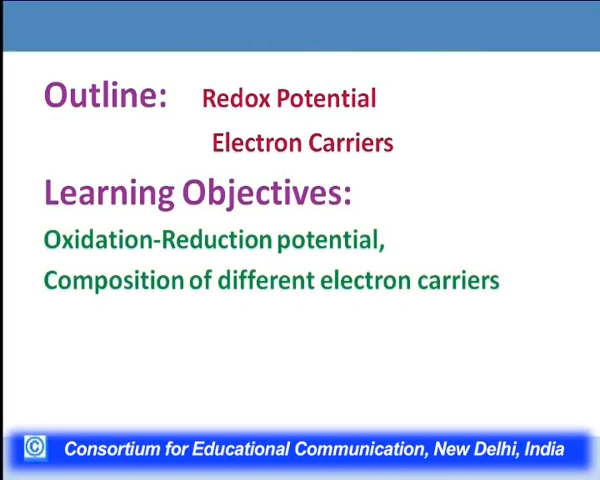 Outline: Redox Potential
Electron Carriers
Learning Objectives:
Oxidation-Reduction potential,
Composition of different electron carriers
© Consortium for Educational Communication, New Delhi, India